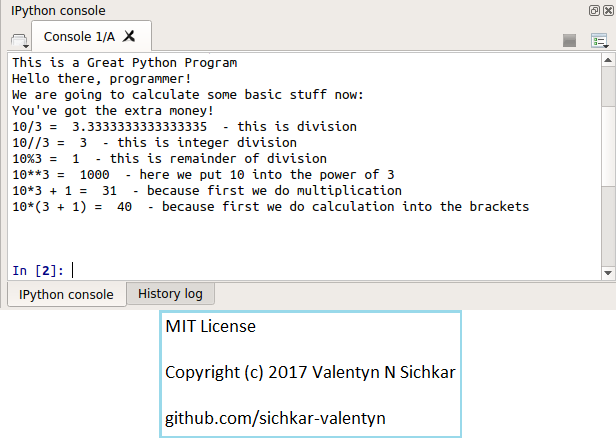 IPython console
Console 1/A
This is a Great Python Program
Hello there, programmer!
We are going to calculate some basic stuff now:
You've got the extra money!
10/3 =  3.3333333333333335  - this is division
10//3 =  3  - this is integer division
10%3 =  1  - this is remainder of division
10**3 =  1000  - here we put 10 into the power of 3
10*3 + 1 =  31  - because first we do multiplication
10*(3 + 1) =  40  - because first we do calculation into the brackets
In [2]:
IPython console History log
MIT License
Copyright (c) 2017 Valentyn N Sichkar
github.com/sichkar-valentyn